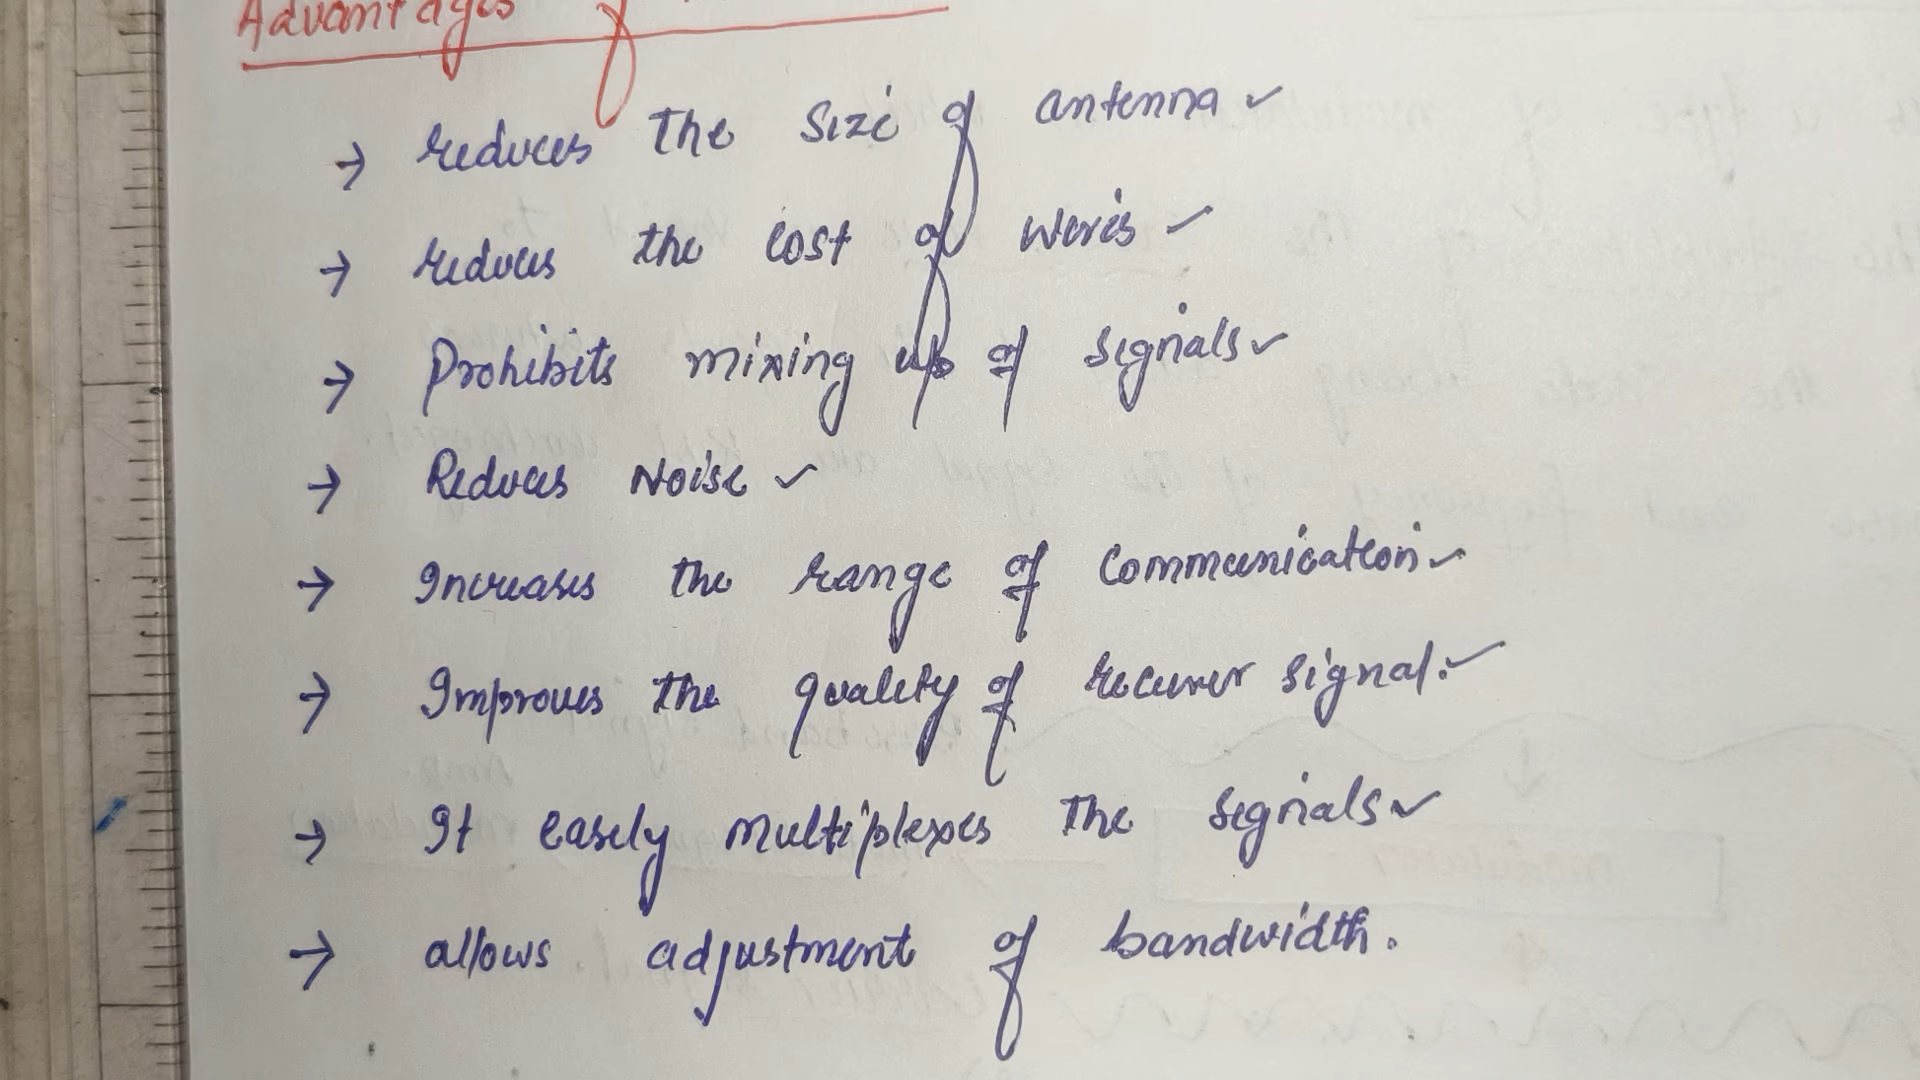 Advantages of
→ reduces the size of antenna ✓
→ reduces the cost of wires ✓
→ Prohibits mixing up of signals ✓
→ Reduces Noise ✓
→ Increases the range of communication ✓
→ Improves the quality of signal. ✓
→ It easily multiplexes the signals ✓
→ allows adjustment of bandwidth.